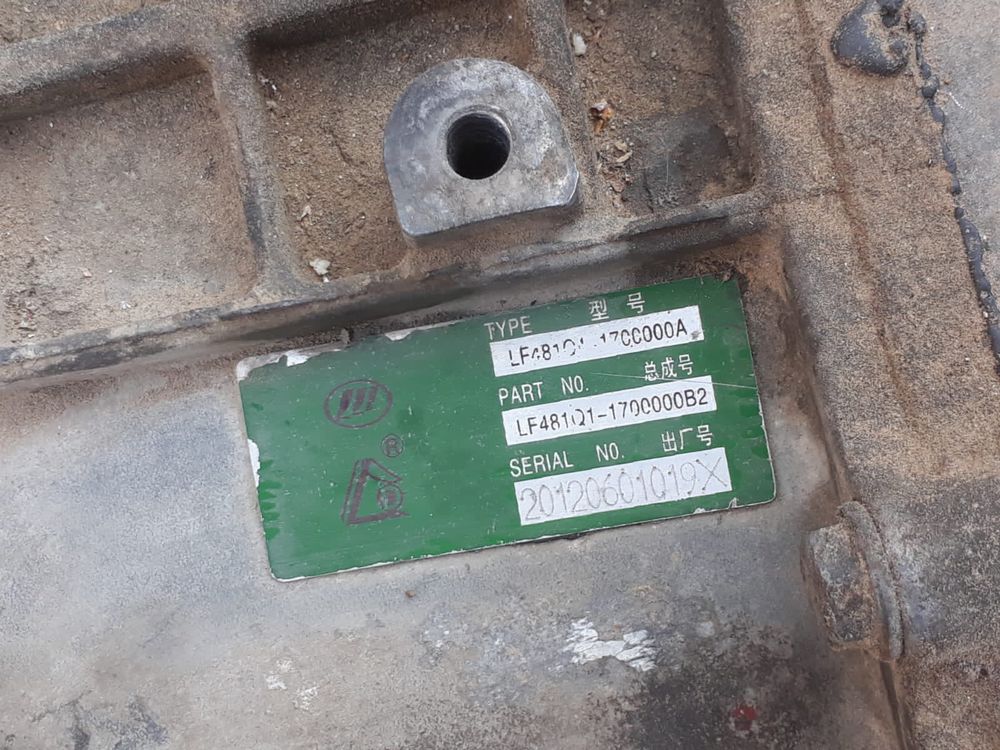 TYPE 型号
LF481Q1-1700000A
PART NO. 总成号
LF481Q1-1700000B2
SERIAL NO. 出厂号
20120601019X
®